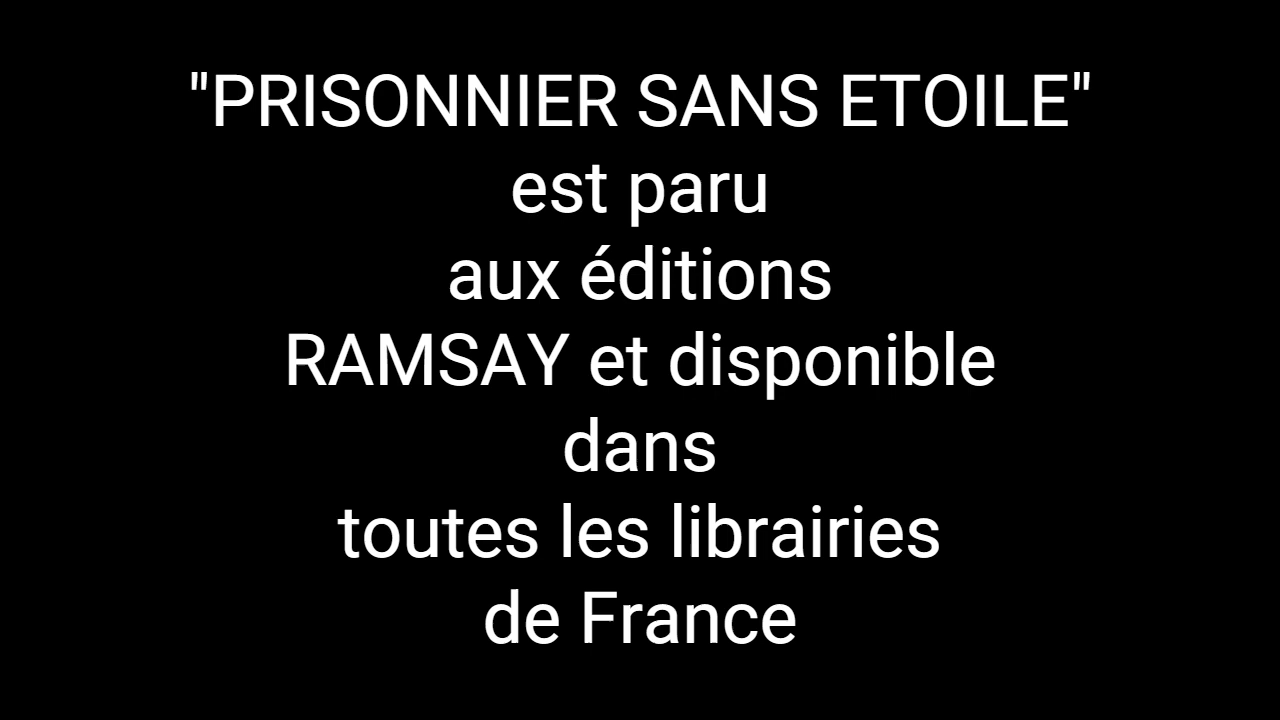 "PRISONNIER SANS ETOILE"
est paru
aux éditions
RAMSAY et disponible
dans
toutes les librairies
de France